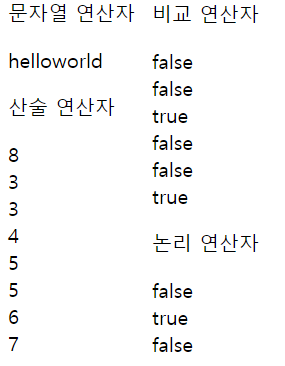 문자열 연산자
helloworld
산술 연산자
8
3
3
4
5
5
6
7
비교 연산자
false
false
true
false
false
true
논리 연산자
false
true
false